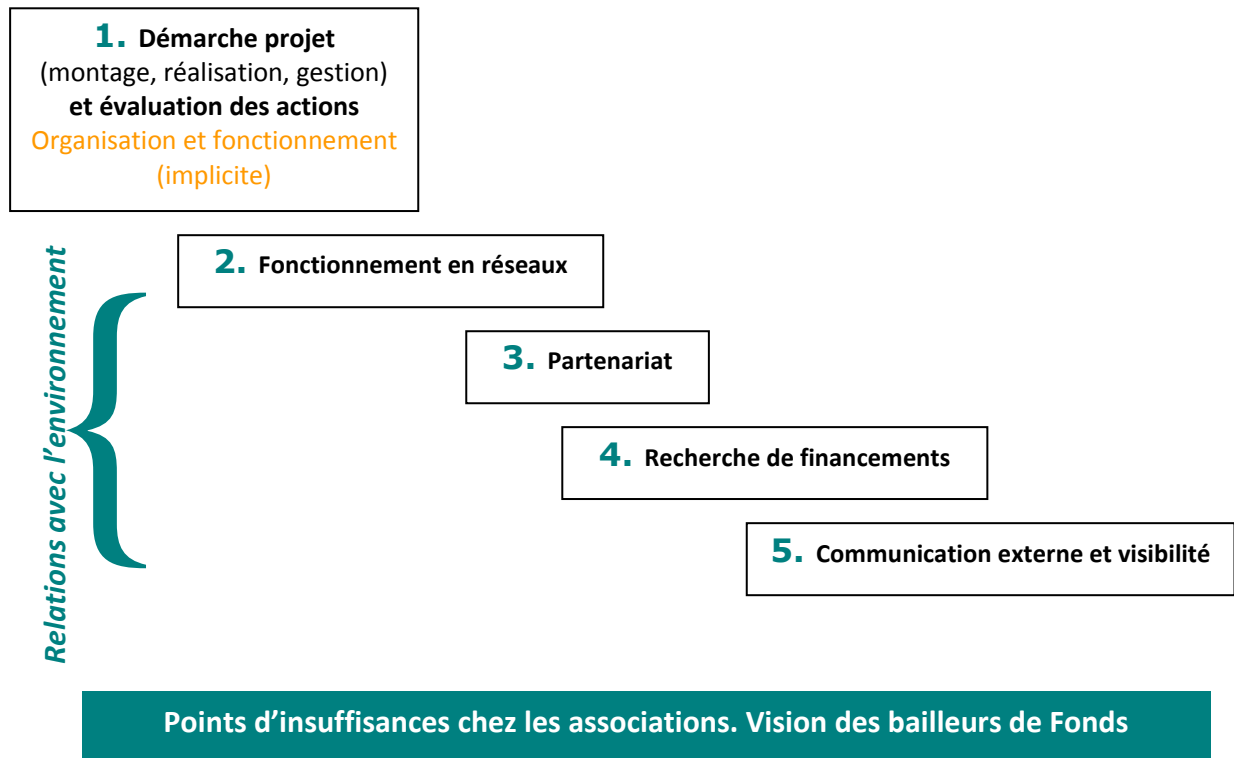 1. Démarche projet
(montage, réalisation, gestion)
et évaluation des actions
Organisation et fonctionnement
(implicite)
Relations avec l’environnement
2. Fonctionnement en réseaux
3. Partenariat
4. Recherche de financements
5. Communication externe et visibilité
Points d’insuffisances chez les associations. Vision des bailleurs de Fonds